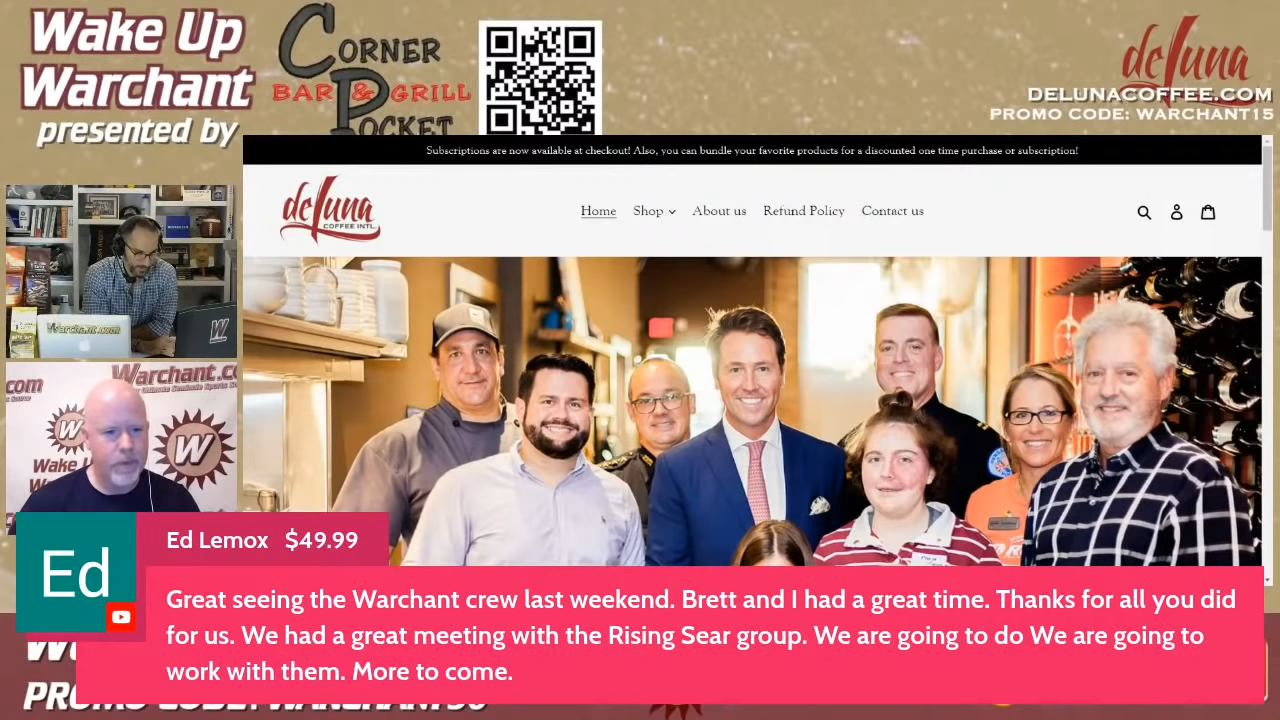 Wake Up
Warchant
presented by
CORNER
BAR & GRILL
POCKET
deluna
DELUNACOFFEE.COM
PROMO CODE: WARCHANT15
Subscriptions are now available at checkout! Also, you can bundle your favorite products for a discounted one time purchase or subscription!
deluna
COFFEE INTL.
Home
Shop
About us
Refund Policy
Contact us
Warchant.com
W
.com
Warchant.co
W
W
Wake
Ed
Ed Lemox $49.99
Great seeing the Warchant crew last weekend. Brett and I had a great time. Thanks for all you did
for us. We had a great meeting with the Rising Sear group. We are going to do We are going to
work with them. More to come.